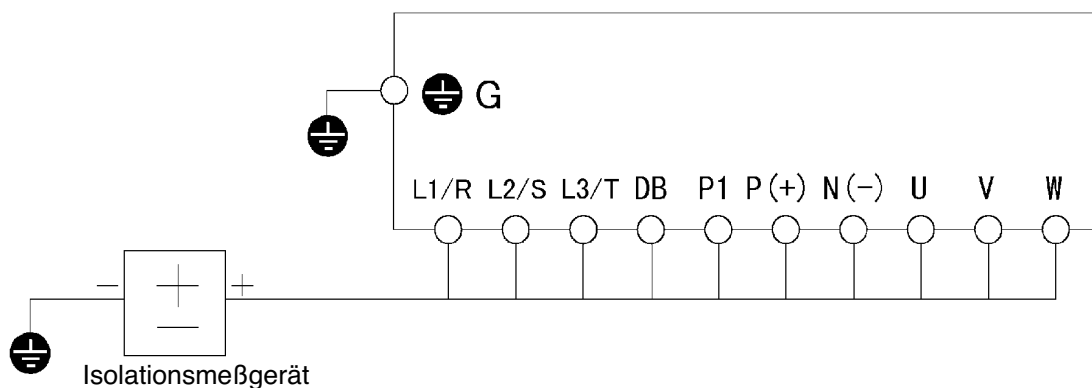 G
L1/R L2/S L3/T DB P1 P(+) N(-) U V W
- + - +
Isolationsmeßgerät